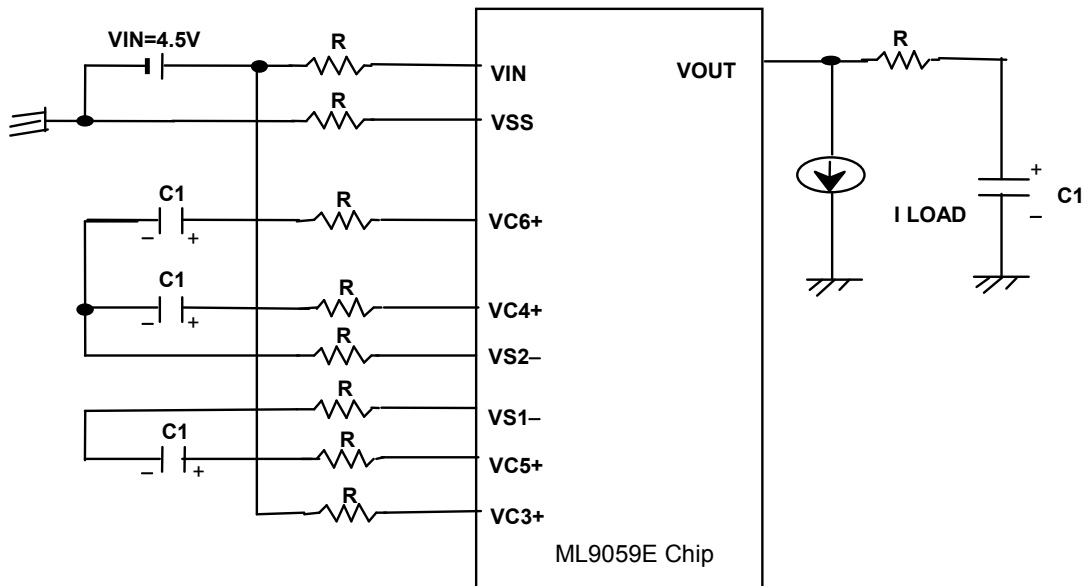 VIN=4.5V
R
VIN
R
VSS
C1
R
– +
VC6+
C1
R
– +
VC4+
R
VS2–
R
VS1–
C1
R
– +
VC5+
R
VC3+
ML9059E Chip
VOUT
R
I LOAD
+
C1
–